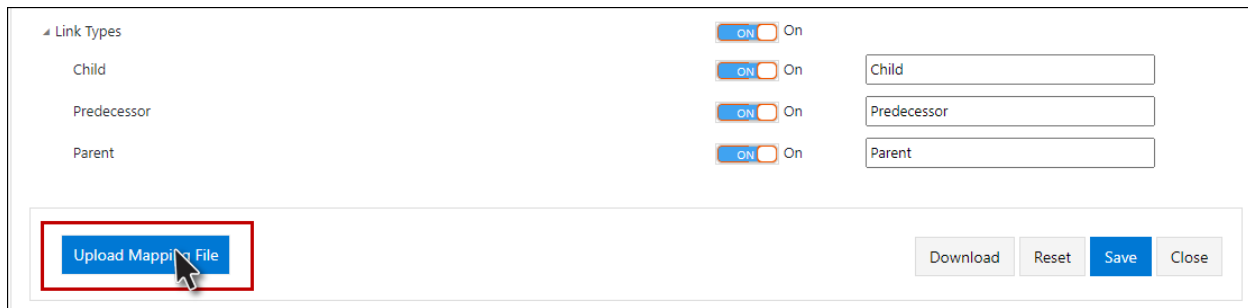 Link Types ON On
Child ON On Child
Predecessor ON On Predecessor
Parent ON On Parent
Upload Mapping File Download Reset Save Close